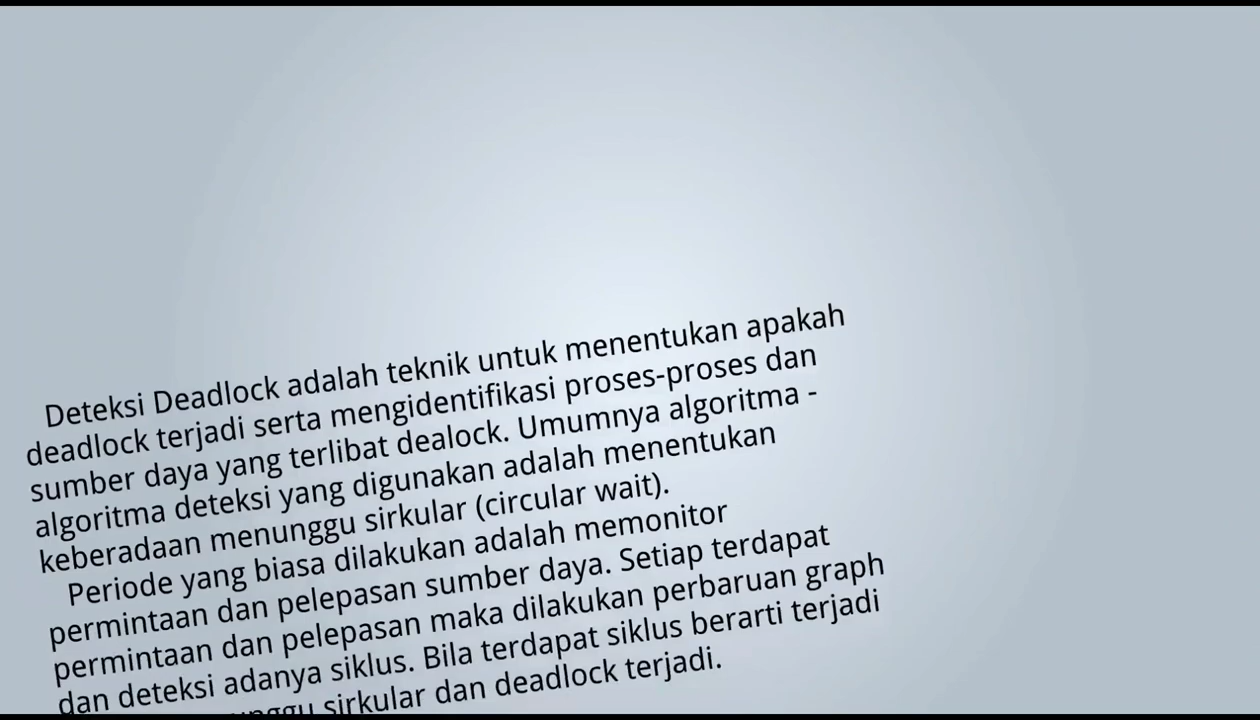 Deteksi Deadlock adalah teknik untuk menentukan apakah
deadlock terjadi serta mengidentifikasi proses-proses dan
sumber daya yang terlibat dealock. Umumnya algoritma -
algoritma deteksi yang digunakan adalah menentukan
keberadaan menunggu sirkular (circular wait).
Periode yang biasa dilakukan adalah memonitor
permintaan dan pelepasan sumber daya. Setiap terdapat
permintaan dan pelepasan maka dilakukan perbaruan graph
dan deteksi adanya siklus. Bila terdapat siklus berarti terjadi
sirkular dan deadlock terjadi.